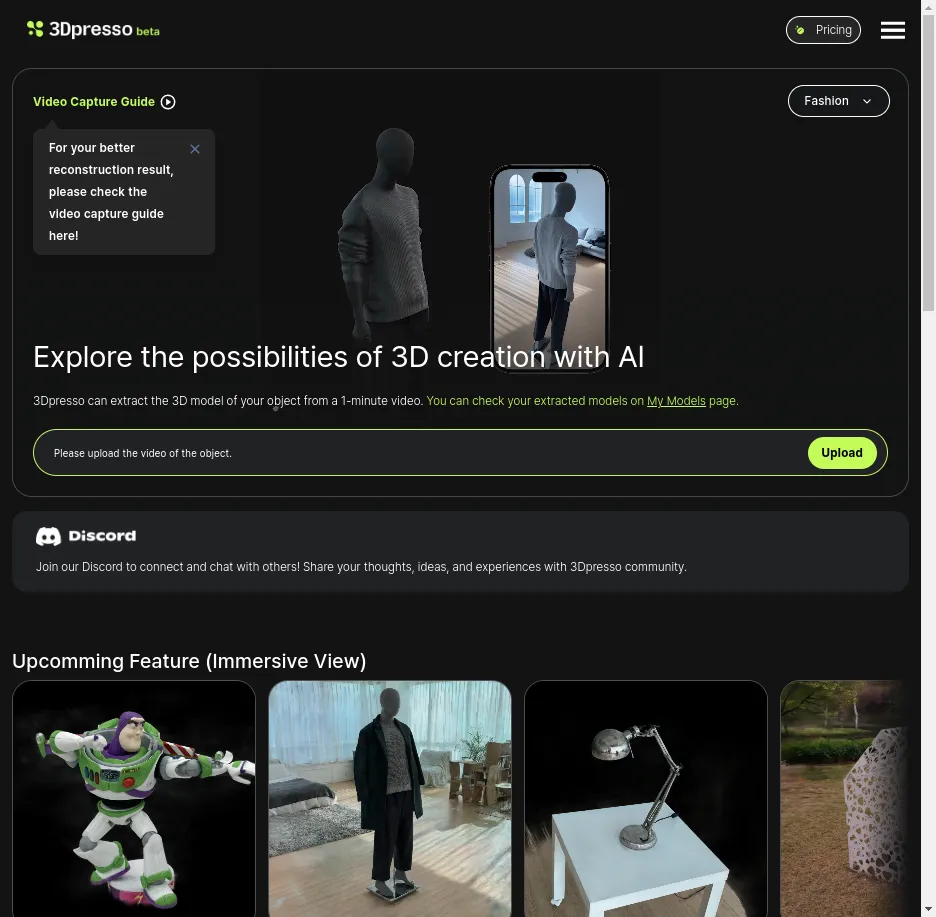 3Dpresso beta
Pricing
Video Capture Guide
Fashion
For your better
reconstruction result,
please check the
video capture guide
here!
Explore the possibilities of 3D creation with AI
3Dpresso can extract the 3D model of your object from a 1-minute video. You can check your extracted models on My Models page.
Please upload the video of the object.
Upload
Discord
Join our Discord to connect and chat with others! Share your thoughts, ideas, and experiences with 3Dpresso community.
Upcomming Feature (Immersive View)